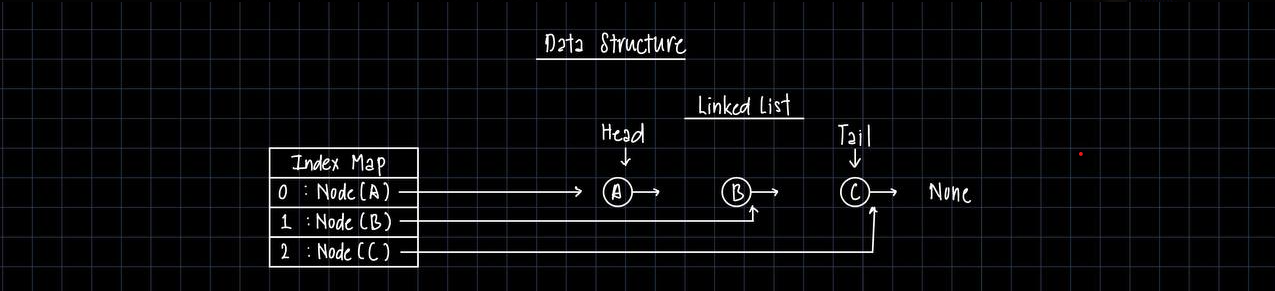 Data Structure
Linked List
Head
Tail
Index Map
0 : Node(A)
A
B
C
None
1 : Node(B)
2 : Node(C)